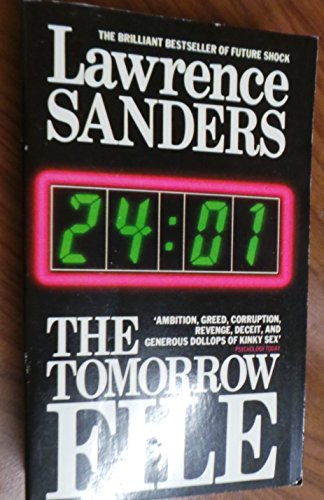 THE BRILLIANT BESTSELLER OF FUTURE SHOCK
Lawrence
SANDERS
24:01
'AMBITION, GREED, CORRUPTION,
REVENGE, DECEIT, AND
GENEROUS DOLLOPS OF KINKY SEX'
PSYCHOLOGY TODAY
THE
TOMORROW
FILE